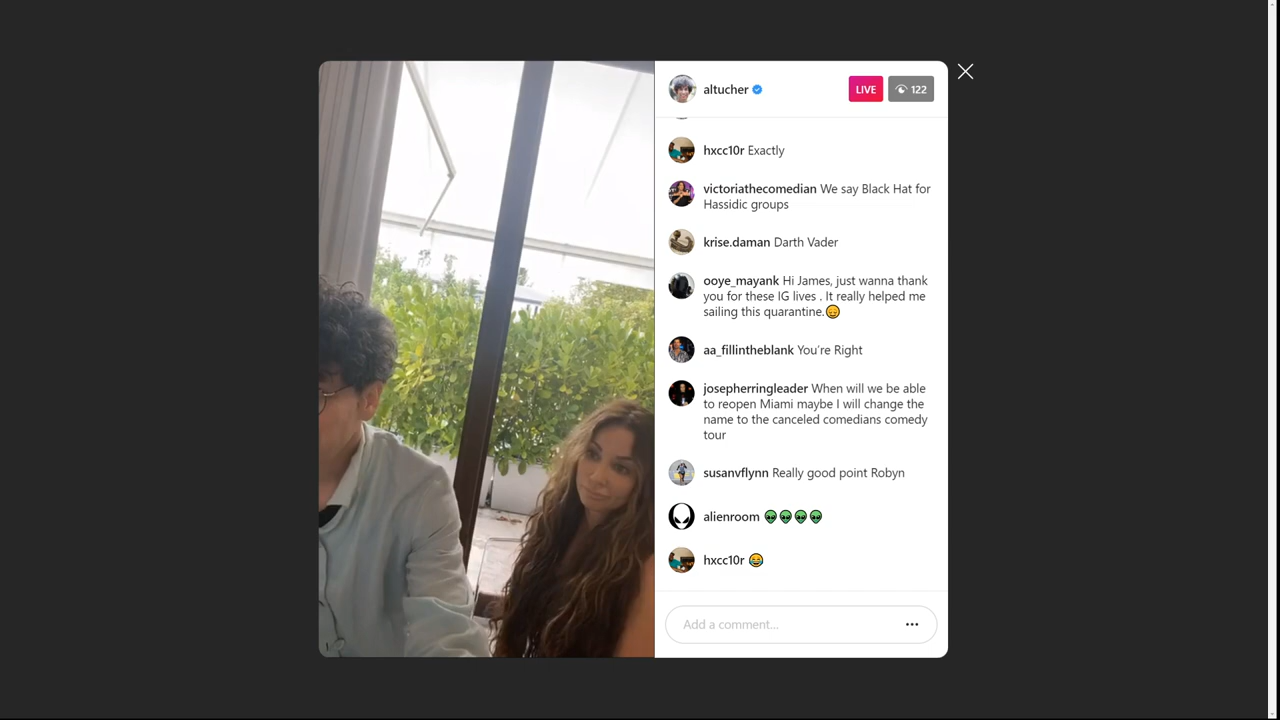 altucher
LIVE
122
hxcc10r Exactly
victoriathecomedian We say Black Hat for
Hassidic groups
krise.daman Darth Vader
ooye_mayank Hi James, just wanna thank
you for these IG lives . It really helped me
sailing this quarantine.😔
aa_fillintheblank You're Right
josepherringleader When will we be able
to reopen Miami maybe I will change the
name to the canceled comedians comedy
tour
susanvflynn Really good point Robyn
alienroom 👽👽👽👽
hxcc10r 😂
Add a comment...